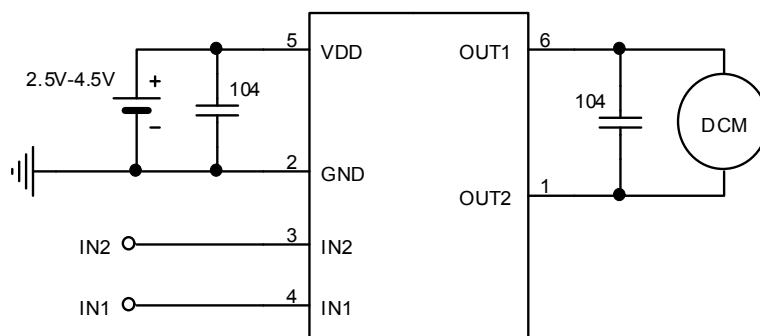 5 VDD OUT1 6
2.5V-4.5V + 104 104 DCM
−
2 GND
OUT2 1
IN2 3 IN2
IN1 4 IN1